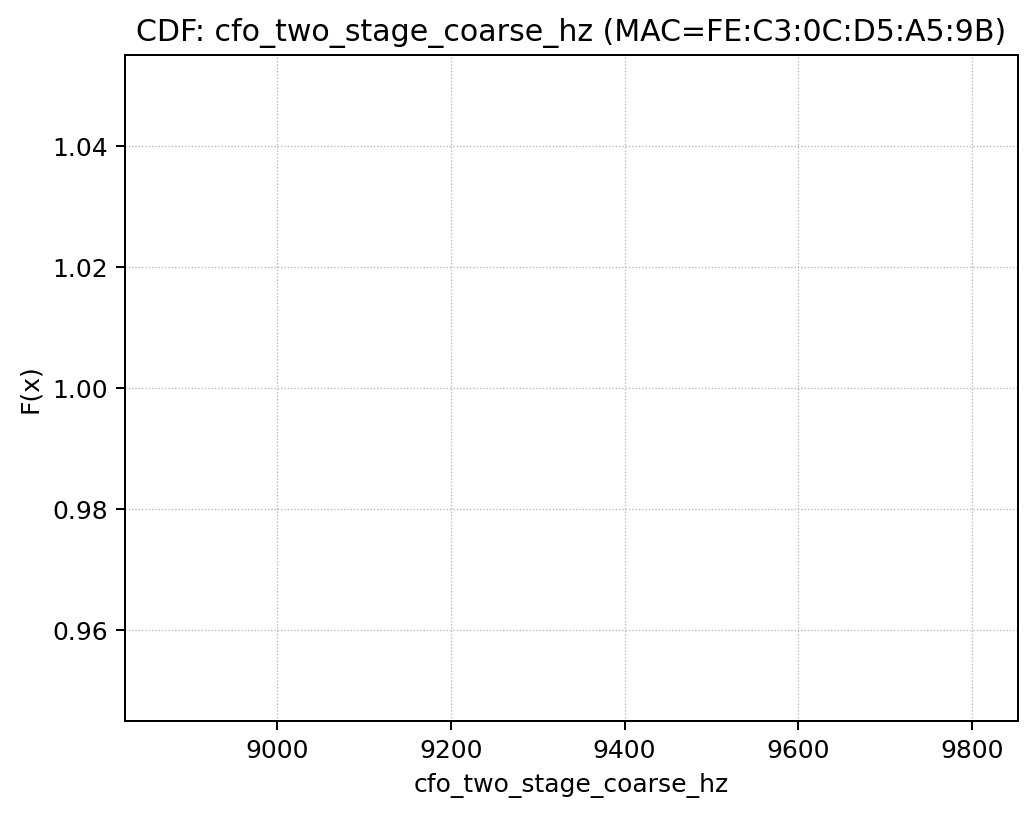 CDF: cfo_two_stage_coarse_hz (MAC=FE:C3:0C:D5:A5:9B)
1.04
1.02
1.00
0.98
0.96
F(x)
9000 9200 9400 9600 9800
cfo_two_stage_coarse_hz